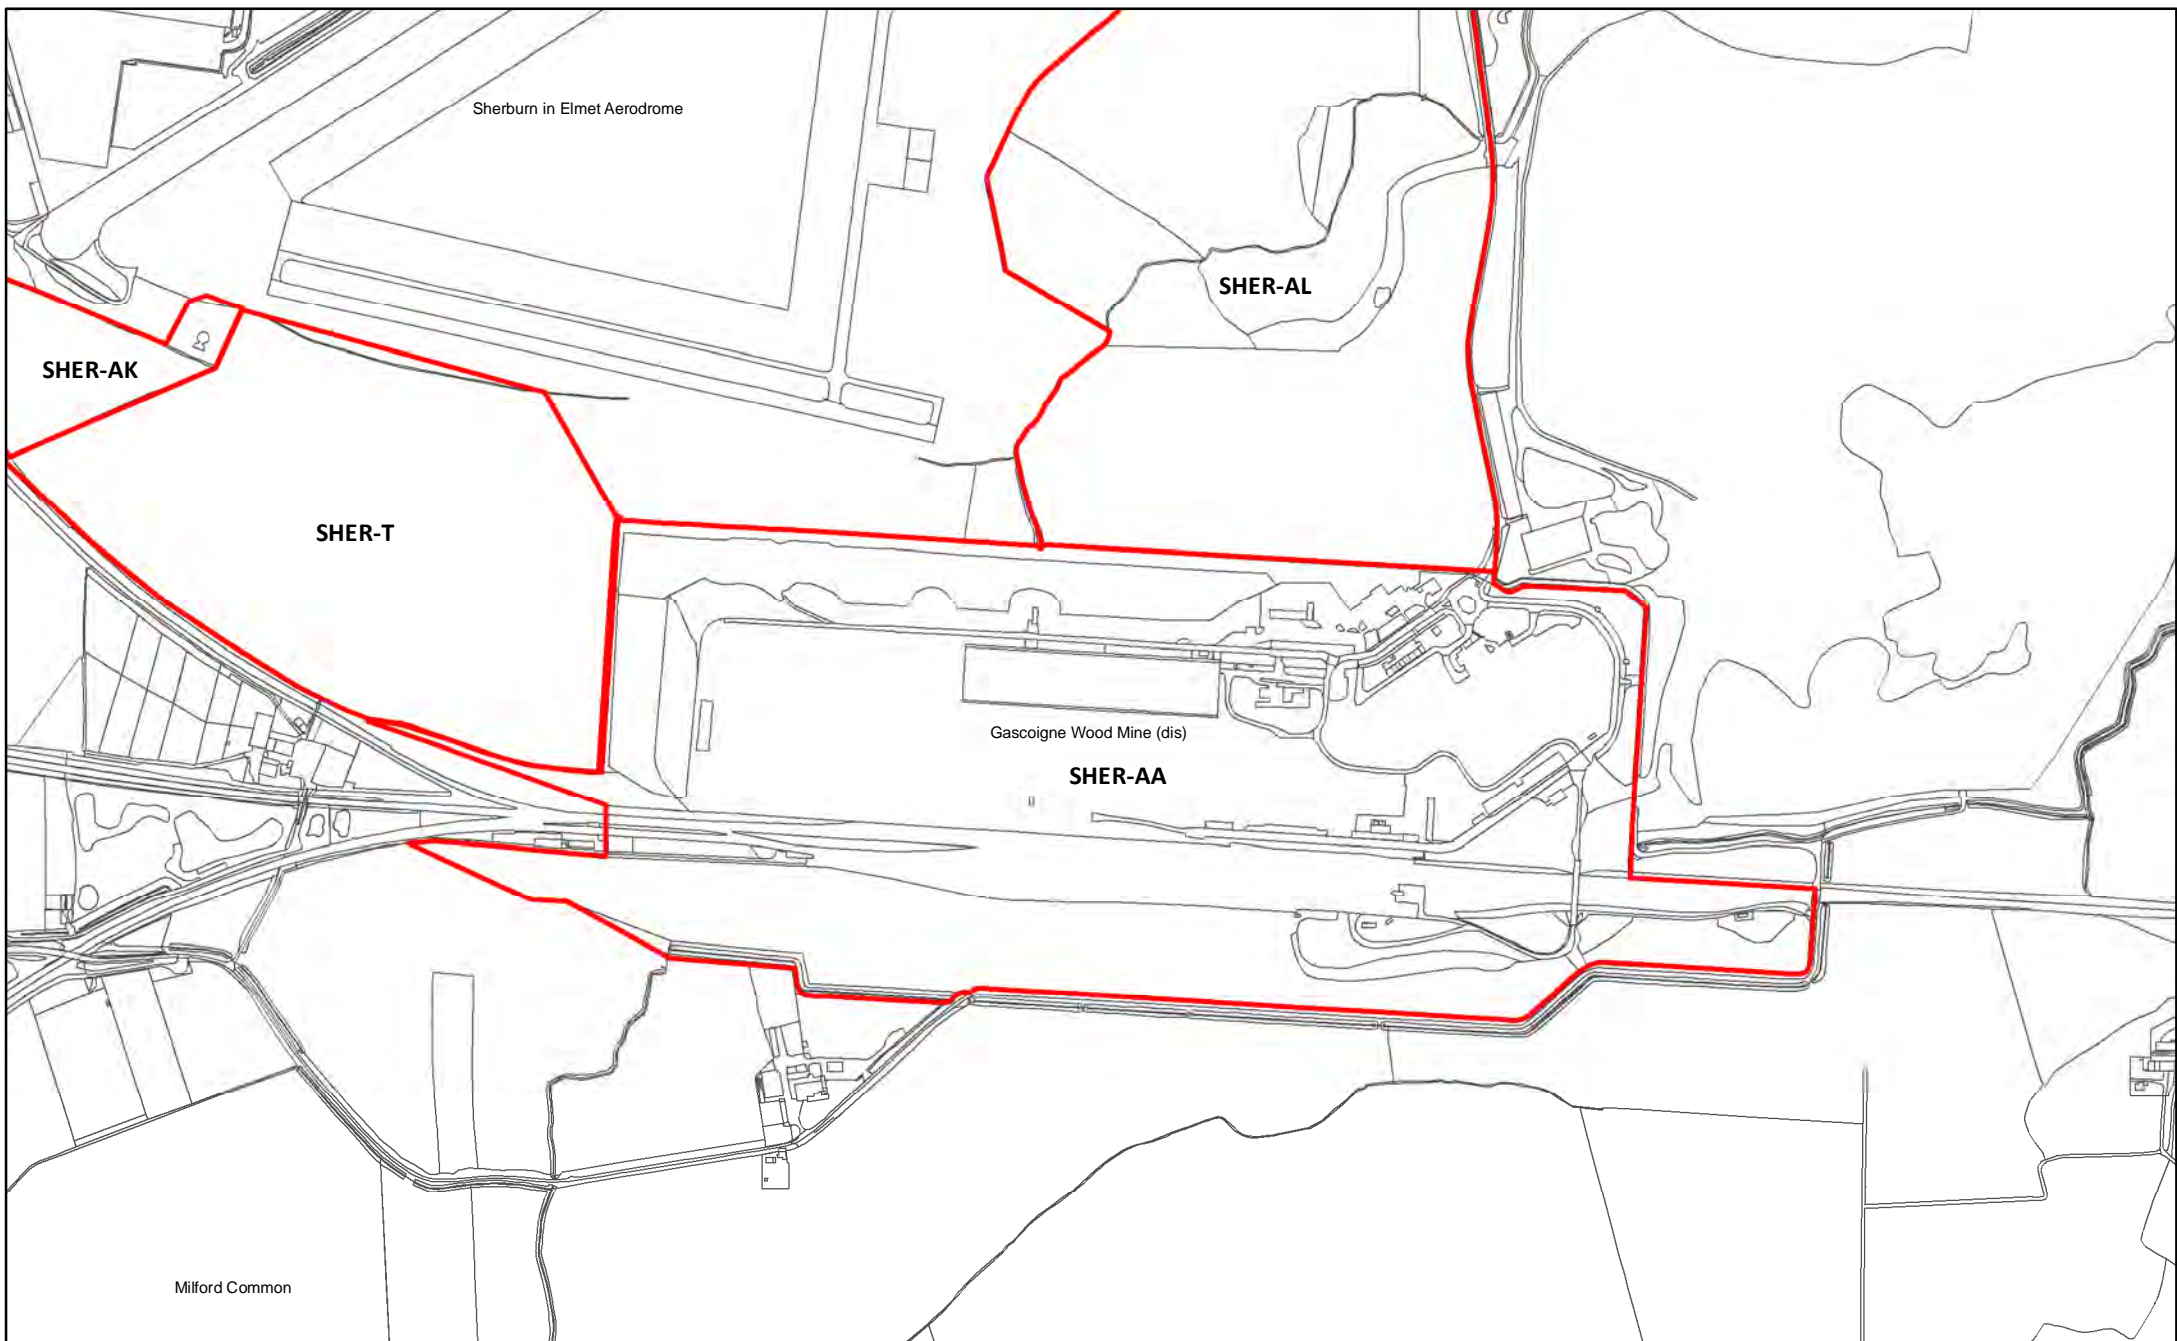 Sherburn in Elmet Aerodrome
SHER-AL
SHER-AK
SHER-T
Gascoigne Wood Mine (dis)
SHER-AA
Milford Common